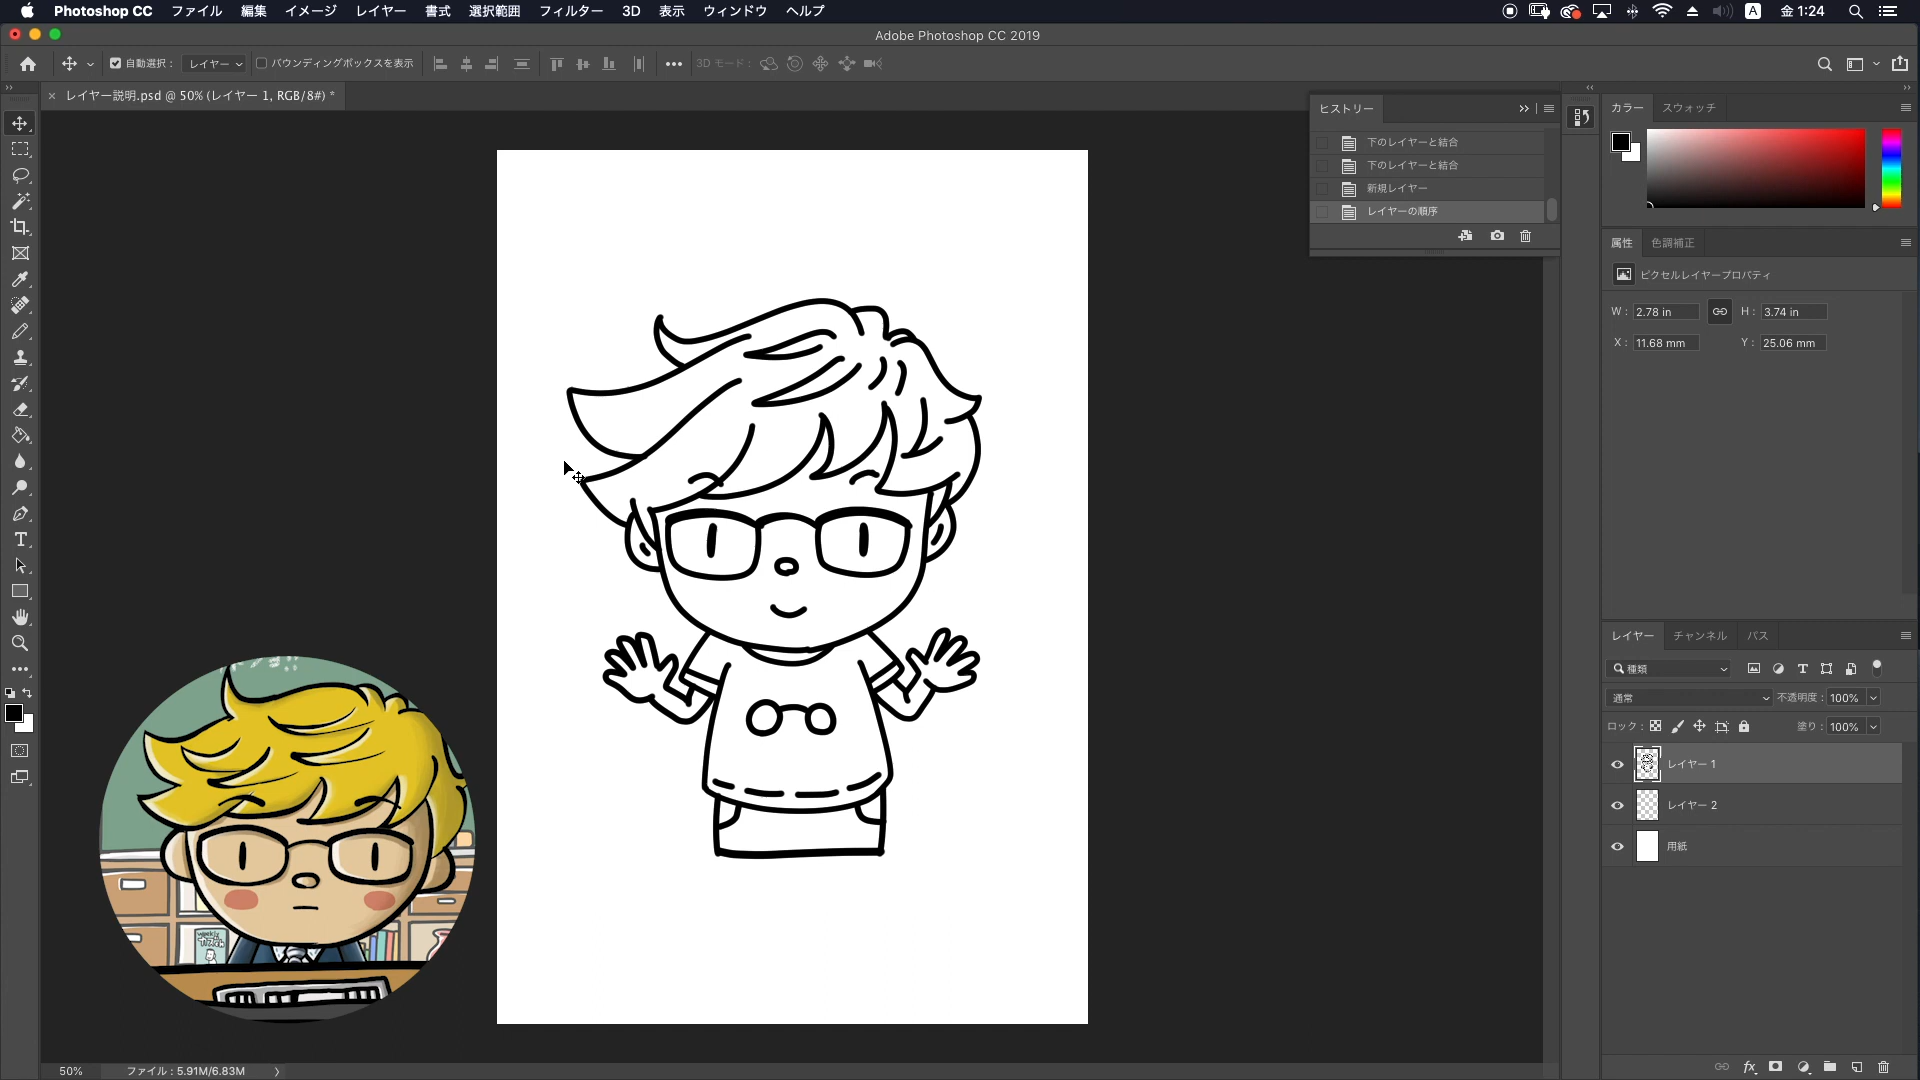 Photoshop CC ファイル 編集 イメージ レイヤー 書式 選択範囲 フィルター 3D 表示 ウィンドウ ヘルプ A 金 1:24
Adobe Photoshop CC 2019
自動選択： レイヤー バウンディングボックスを表示 3D モード：
レイヤー説明.psd @ 50% (レイヤー 1, RGB/8#) *
ヒストリー
下のレイヤーと結合
下のレイヤーと結合
新規レイヤー
レイヤーの順序
カラー スウォッチ
属性 色調補正
ピクセルレイヤープロパティ
W： 2.78 in H： 3.74 in
X： 11.68 mm Y： 25.06 mm
レイヤー チャンネル パス
種類
通常 不透明度： 100%
ロック： 塗り： 100%
レイヤー 1
レイヤー 2
用紙
fx
50% ファイル : 5.91M/6.83M